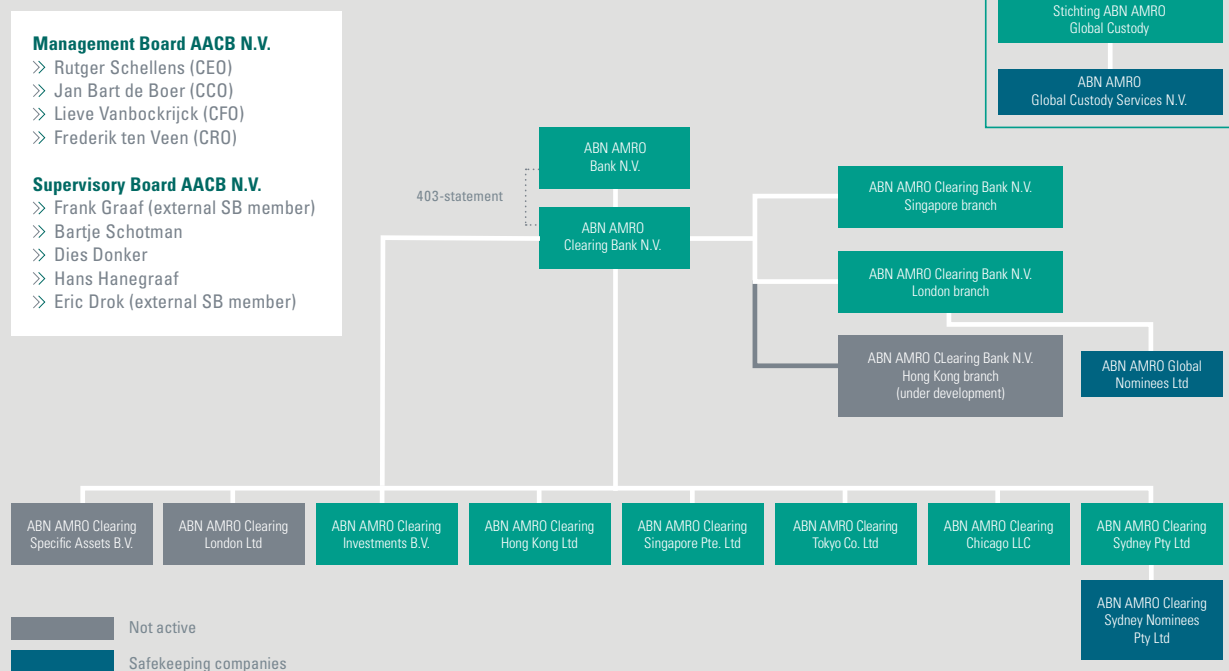 Management Board AACB N.V.
>> Rutger Schellens (CEO)
>> Jan Bart de Boer (CCO)
>> Lieve Vanbockrijck (CFO)
>> Frederik ten Veen (CRO)
Supervisory Board AACB N.V.
>> Frank Graaf (external SB member)
>> Bartje Schotman
>> Dies Donker
>> Hans Hanegraaf
>> Eric Drok (external SB member)
Stichting ABN AMRO
Global Custody
ABN AMRO
Global Custody Services N.V.
ABN AMRO
Bank N.V.
403-statement
ABN AMRO
Clearing Bank N.V.
ABN AMRO Clearing Bank N.V.
Singapore branch
ABN AMRO Clearing Bank N.V.
London branch
ABN AMRO CLearing Bank N.V.
Hong Kong branch
(under development)
ABN AMRO Global
Nominees Ltd
ABN AMRO Clearing
Specific Assets B.V.
ABN AMRO Clearing
London Ltd
ABN AMRO Clearing
Investments B.V.
ABN AMRO Clearing
Hong Kong Ltd
ABN AMRO Clearing
Singapore Pte. Ltd
ABN AMRO Clearing
Tokyo Co. Ltd
ABN AMRO Clearing
Chicago LLC
ABN AMRO Clearing
Sydney Pty Ltd
ABN AMRO Clearing
Sydney Nominees
Pty Ltd
Not active
Safekeeping companies